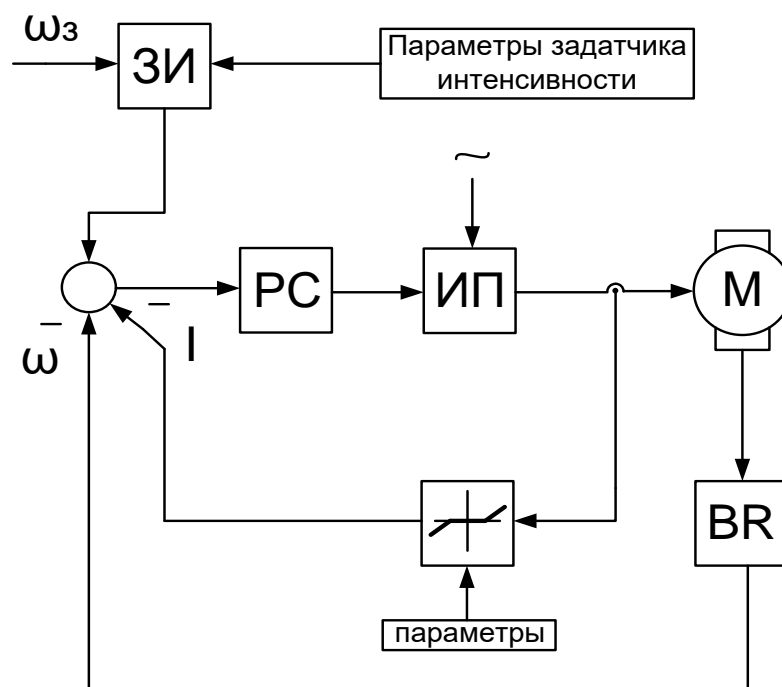 ωз
ЗИ
Параметры задатчика
интенсивности
~
РС
ИП
М
−
−
ω
I
BR
параметры